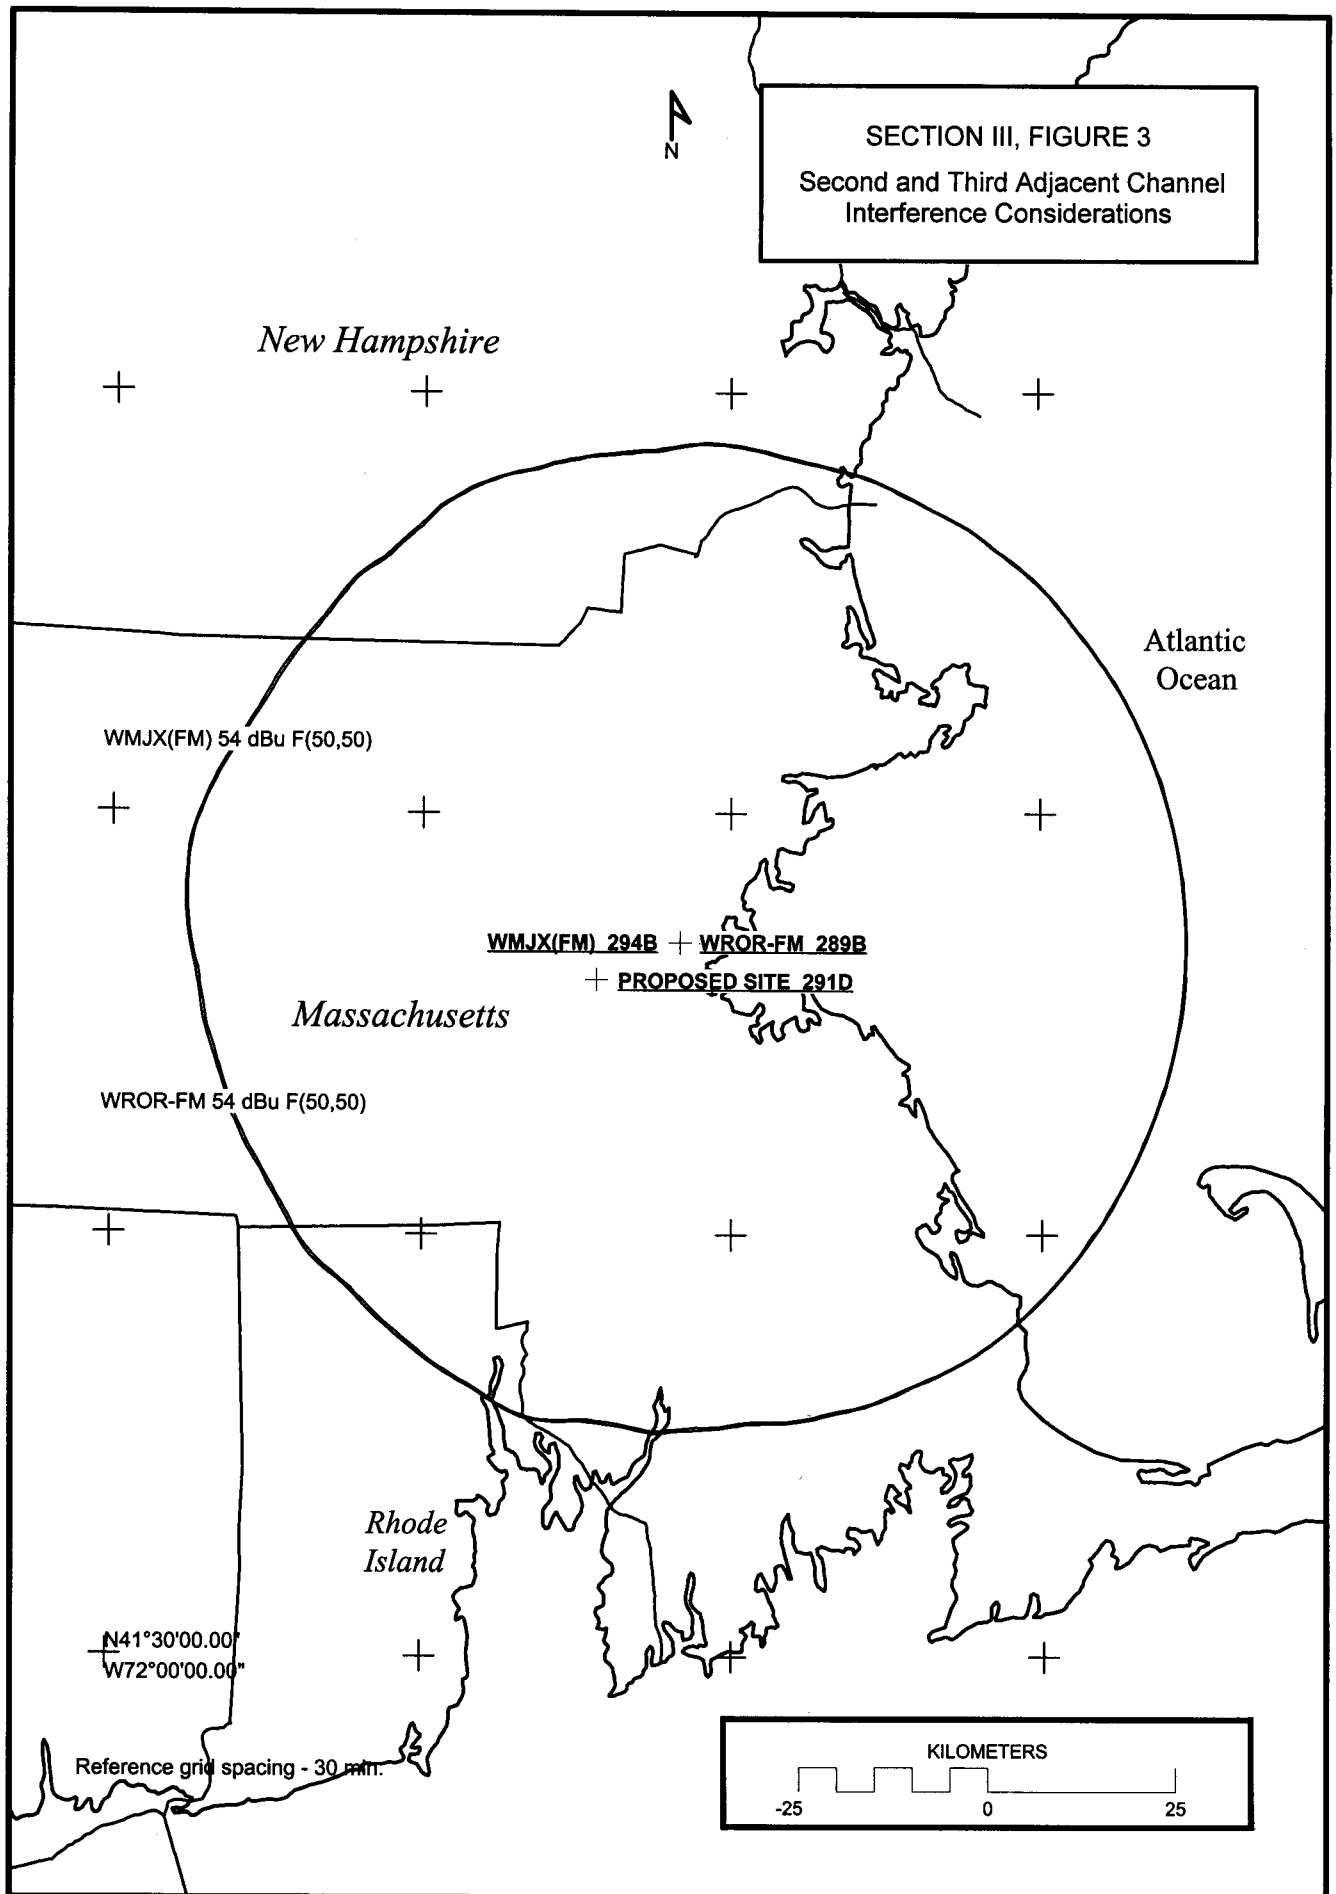 N
SECTION III, FIGURE 3
Second and Third Adjacent Channel
Interference Considerations
New Hampshire
Atlantic
Ocean
WMJX(FM) 54 dBu F(50,50)
WMJX(FM) 294B
WROR-FM 289B
PROPOSED SITE 291D
Massachusetts
WROR-FM 54 dBu F(50,50)
Rhode
Island
N41°30'00.00"
W72°00'00.00"
Reference grid spacing - 30 min.
KILOMETERS
-25 0 25